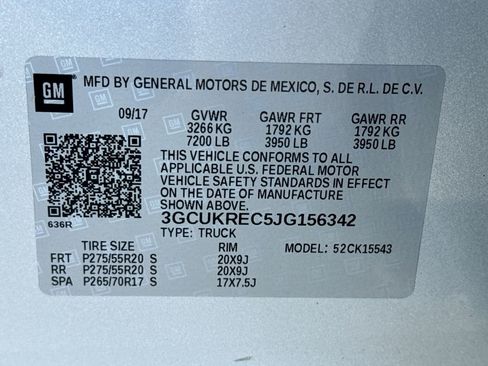 GM
MFD BY GENERAL MOTORS DE MEXICO, S. DE R.L. DE C.V.
09/17 GVWR GAWR FRT GAWR RR
3266 KG 1792 KG 1792 KG
7200 LB 3950 LB 3950 LB
THIS VEHICLE CONFORMS TO ALL
APPLICABLE U.S. FEDERAL MOTOR
VEHICLE SAFETY STANDARDS IN EFFECT
ON THE DATE OF MANUFACTURE
SHOWN ABOVE.
3GCUKREC5JG156342
636R TYPE: TRUCK
TIRE SIZE RIM MODEL: 52CK15543
FRT P275/55R20 S 20X9J
RR P275/55R20 S 20X9J
SPA P265/70R17 S 17X7.5J